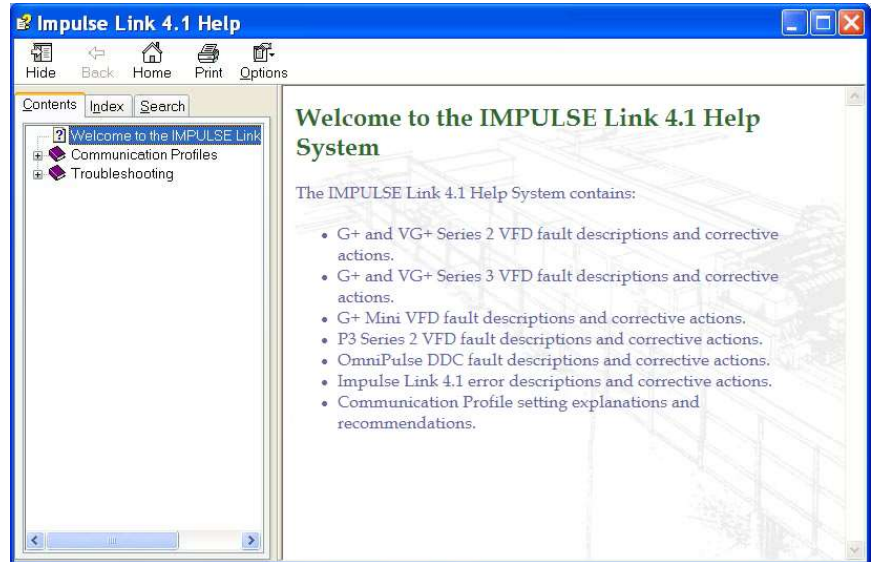 Impulse Link 4.1 Help
Hide Back Home Print Options
Contents Index Search
Welcome to the IMPULSE Link
Communication Profiles
Troubleshooting
Welcome to the IMPULSE Link 4.1 Help
System
The IMPULSE Link 4.1 Help System contains:
• G+ and VG+ Series 2 VFD fault descriptions and corrective
actions.
• G+ and VG+ Series 3 VFD fault descriptions and corrective
actions.
• G+ Mini VFD fault descriptions and corrective actions.
• P3 Series 2 VFD fault descriptions and corrective actions.
• OmniPulse DDC fault descriptions and corrective actions.
• Impulse Link 4.1 error descriptions and corrective actions.
• Communication Profile setting explanations and
recommendations.